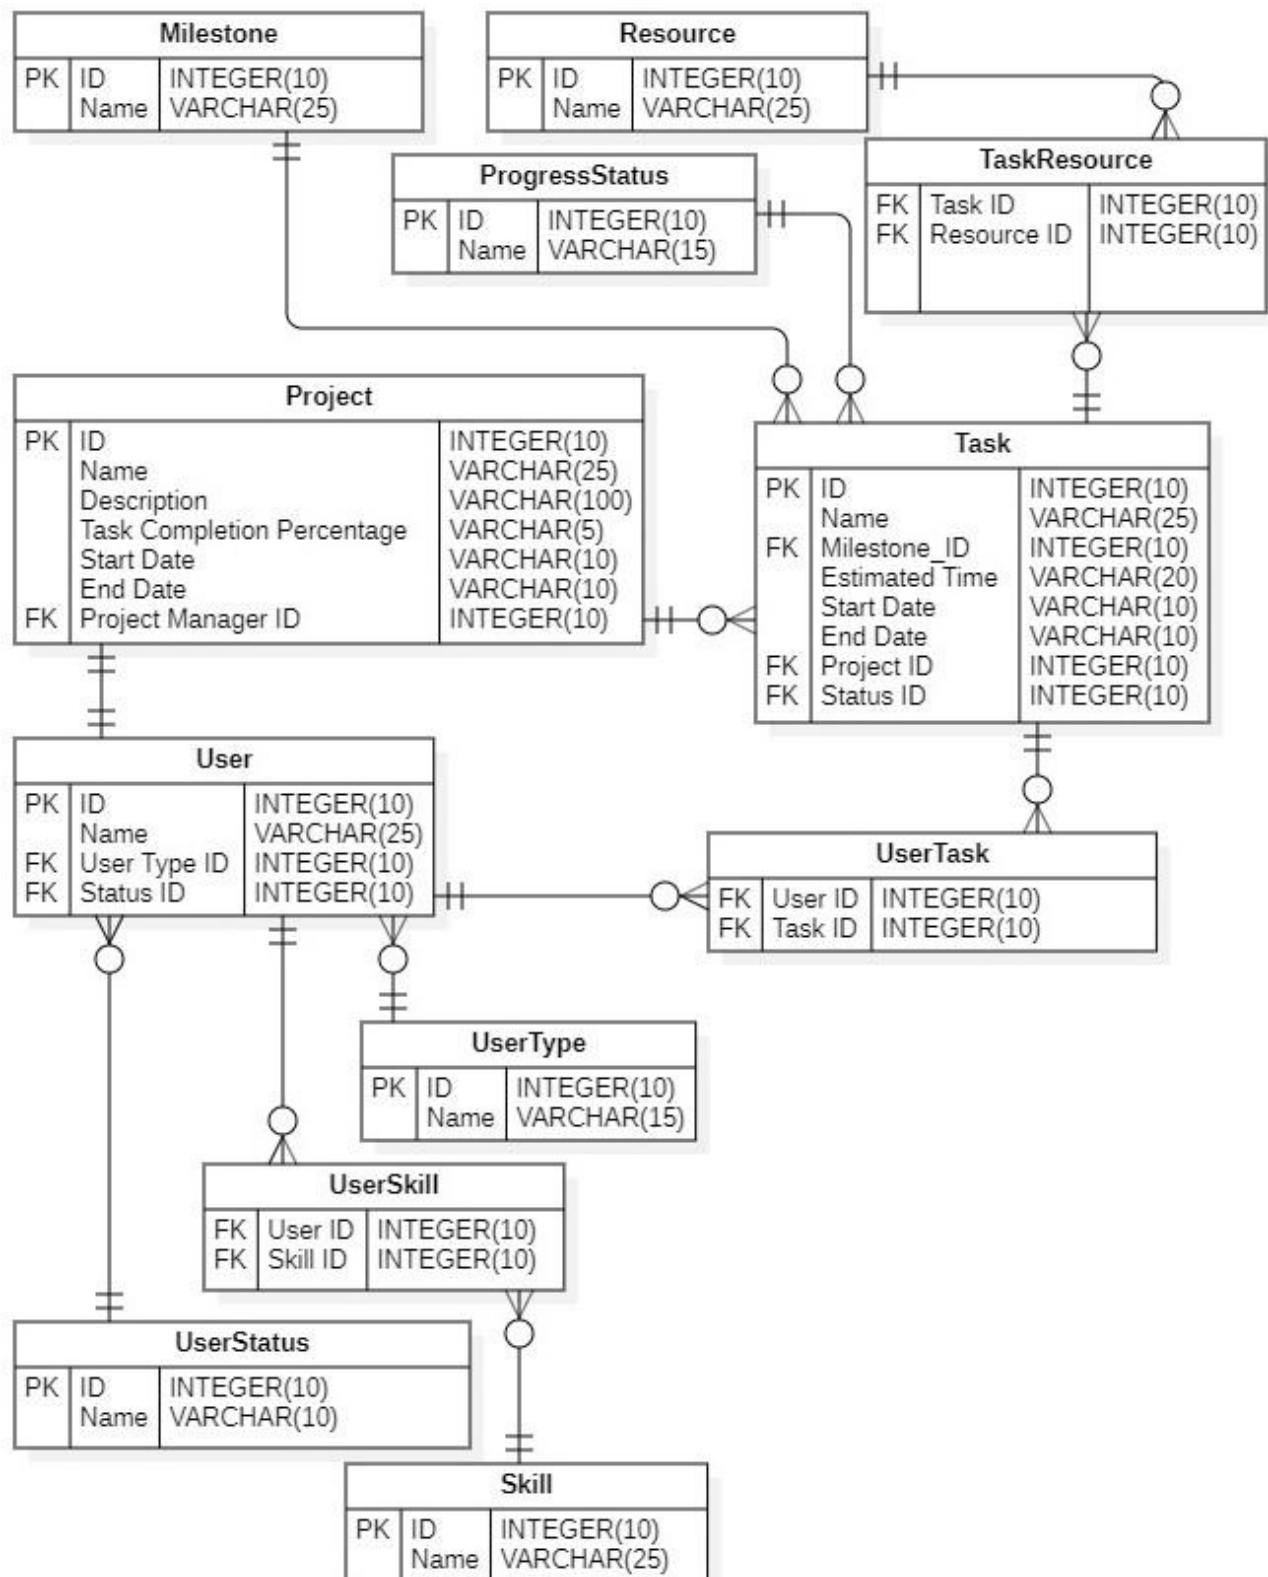 Milestone
PK ID INTEGER(10)
Name VARCHAR(25)
Resource
PK ID INTEGER(10)
Name VARCHAR(25)
ProgressStatus
PK ID INTEGER(10)
Name VARCHAR(15)
TaskResource
FK Task ID INTEGER(10)
FK Resource ID INTEGER(10)
Project
PK ID INTEGER(10)
Name VARCHAR(25)
Description VARCHAR(100)
Task Completion Percentage VARCHAR(5)
Start Date VARCHAR(10)
End Date VARCHAR(10)
FK Project Manager ID INTEGER(10)
Task
PK ID INTEGER(10)
Name VARCHAR(25)
FK Milestone_ID INTEGER(10)
Estimated Time VARCHAR(20)
Start Date VARCHAR(10)
End Date VARCHAR(10)
FK Project ID INTEGER(10)
FK Status ID INTEGER(10)
User
PK ID INTEGER(10)
Name VARCHAR(25)
FK User Type ID INTEGER(10)
FK Status ID INTEGER(10)
UserTask
FK User ID INTEGER(10)
FK Task ID INTEGER(10)
UserType
PK ID INTEGER(10)
Name VARCHAR(15)
UserSkill
FK User ID INTEGER(10)
FK Skill ID INTEGER(10)
UserStatus
PK ID INTEGER(10)
Name VARCHAR(10)
Skill
PK ID INTEGER(10)
Name VARCHAR(25)